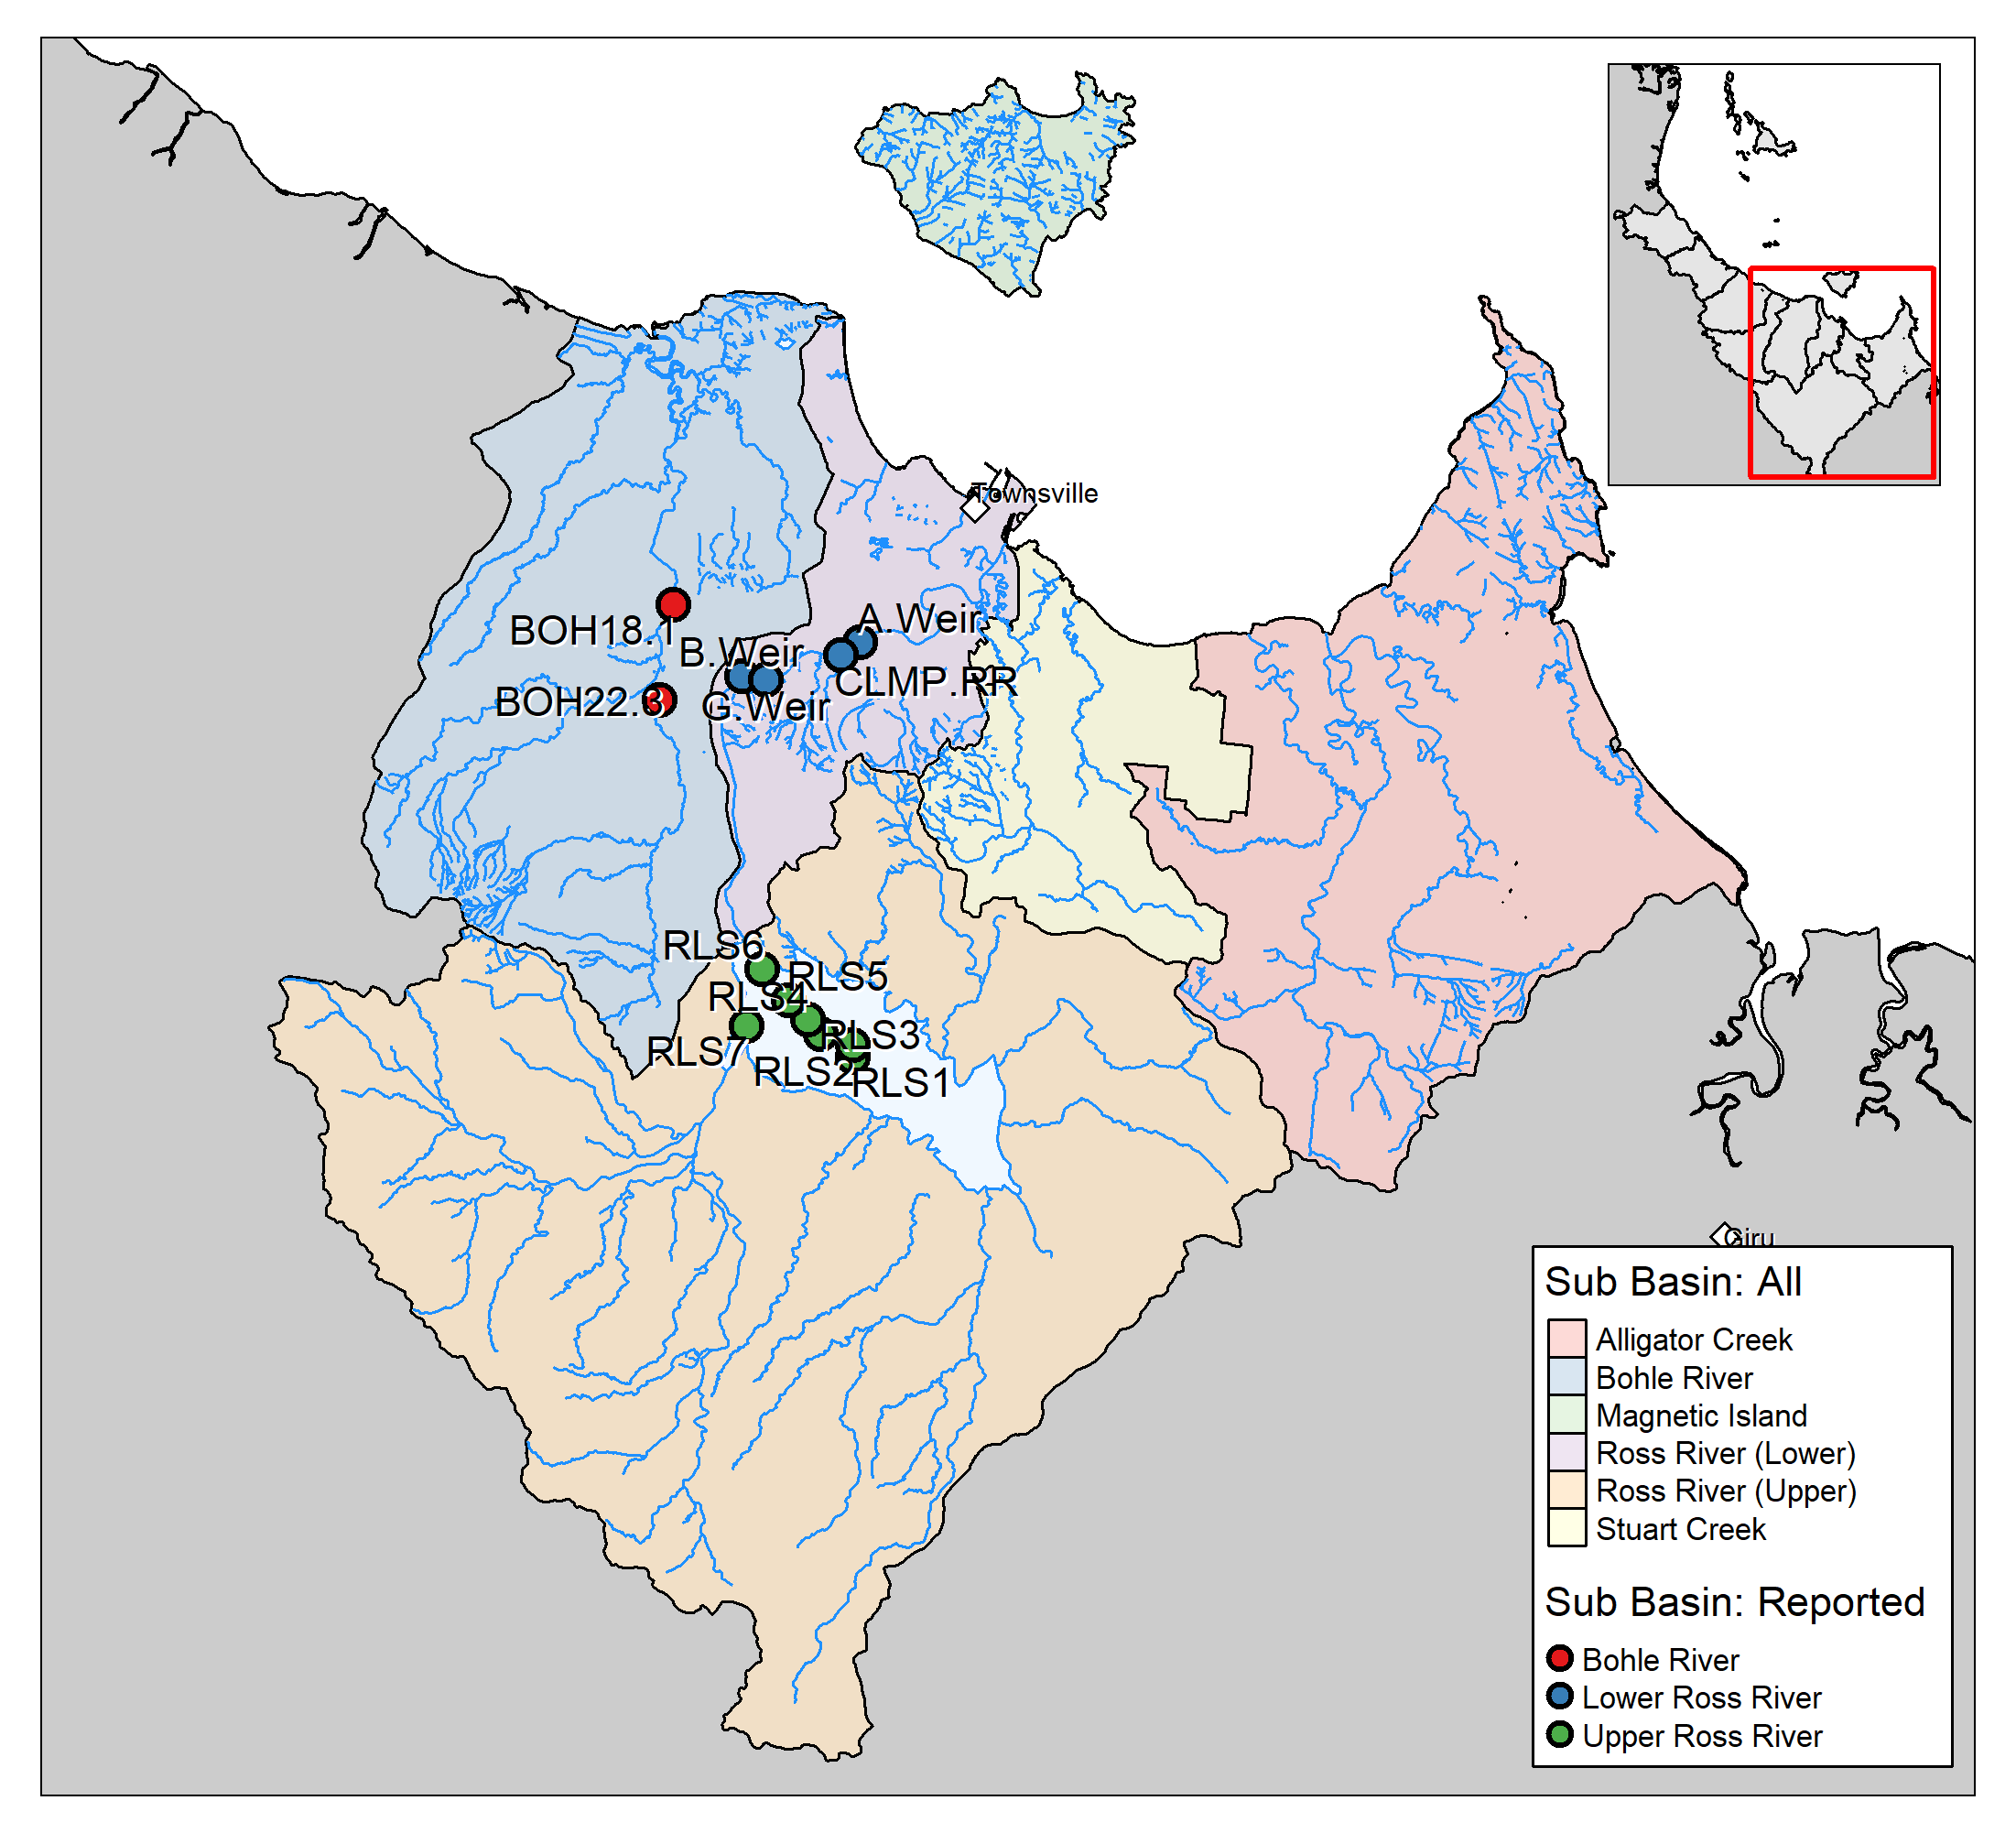 Townsville
A.Weir
BOH18.1
B.Weir
CLMP.RR
BOH22.3
G.Weir
RLS6
RLS5
RLS4
RLS3
RLS7
RLS2
RLS1
Giru
Sub Basin: All
Alligator Creek
Bohle River
Magnetic Island
Ross River (Lower)
Ross River (Upper)
Stuart Creek
Sub Basin: Reported
Bohle River
Lower Ross River
Upper Ross River